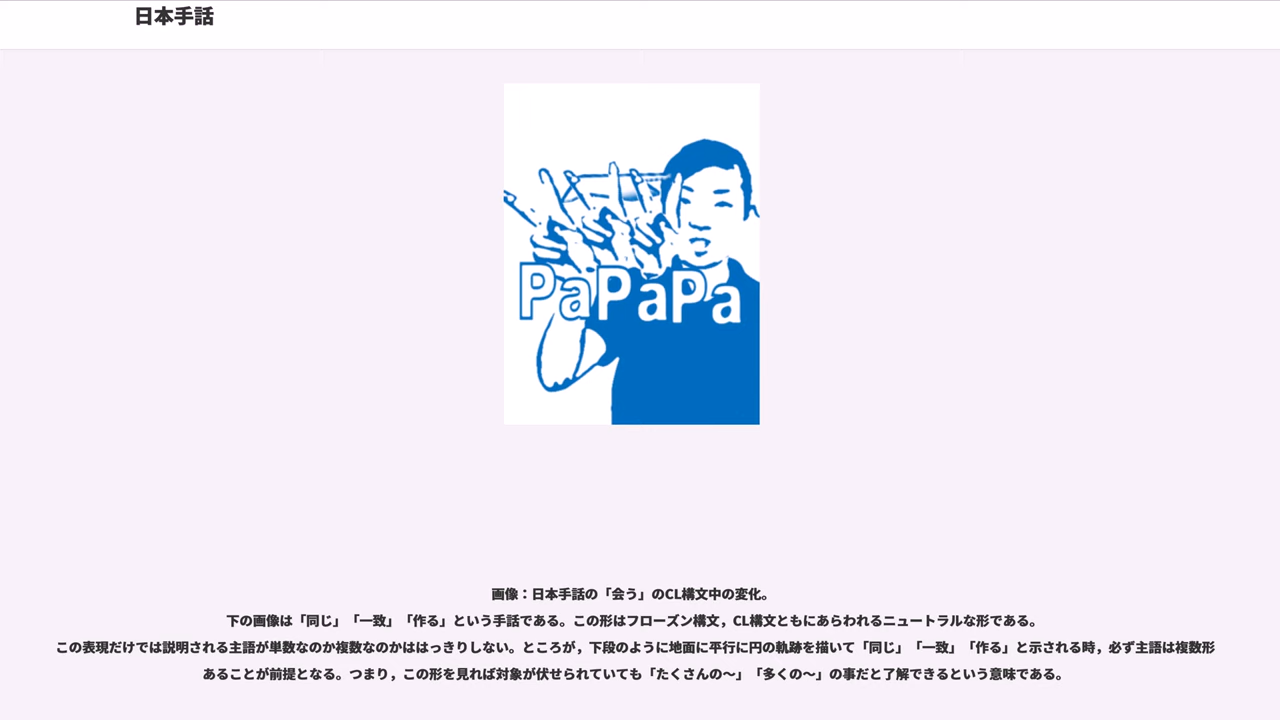 日本手話
PaPaPa
画像：日本手話の「会う」のCL構文中の変化。
下の画像は「同じ」「一致」「作る」という手話である。この形はフローズン構文，CL構文ともにあらわれるニュートラルな形である。
この表現だけでは説明される主語が単数なのか複数なのかははっきりしない。ところが，下段のように地面に平行に円の軌跡を描いて「同じ」「一致」「作る」と示される時，必ず主語は複数形
あることが前提となる。つまり，この形を見れば対象が伏せられていても「たくさんの〜」「多くの〜」の事だと了解できるという意味である。